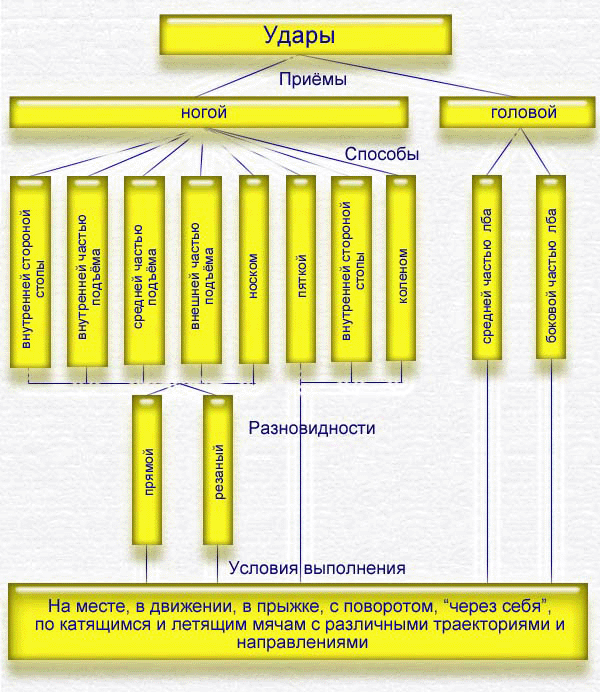 Удары
Приёмы
ногой
головой
Способы
внутренней стороной
стопы
внутренней частью
подъёма
средней частью
подъёма
внешней частью
подъёма
носком
пяткой
внутренней стороной
стопы
коленом
средней частью лба
боковой частью лба
прямой
резаный
Разновидности
Условия выполнения
На месте, в движении, в прыжке, с поворотом, “через себя”,
по катящимся и летящим мячам с различными траекториями и
направлениями